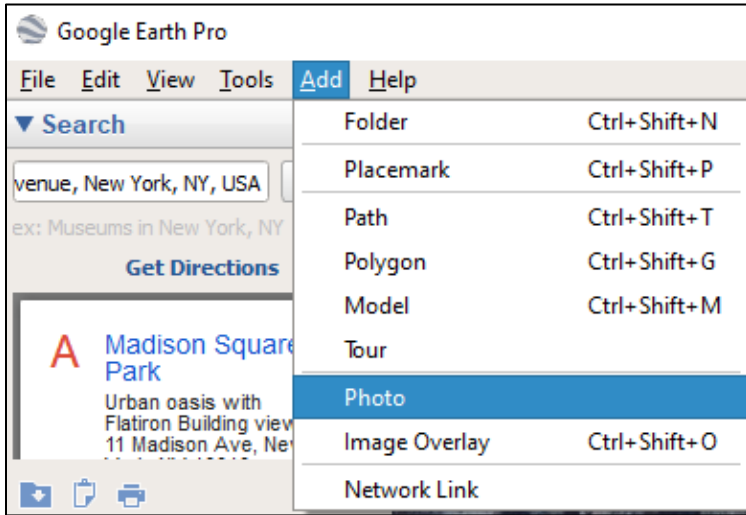 Google Earth Pro
File Edit View Tools Add Help
Search
venue, New York, NY, USA
ex: Museums in New York, NY
Get Directions
A Madison Square
Park
Urban oasis with
Flatiron Building view
11 Madison Ave, Ne
Folder Ctrl+Shift+N
Placemark Ctrl+Shift+P
Path Ctrl+Shift+T
Polygon Ctrl+Shift+G
Model Ctrl+Shift+M
Tour
Photo
Image Overlay Ctrl+Shift+O
Network Link